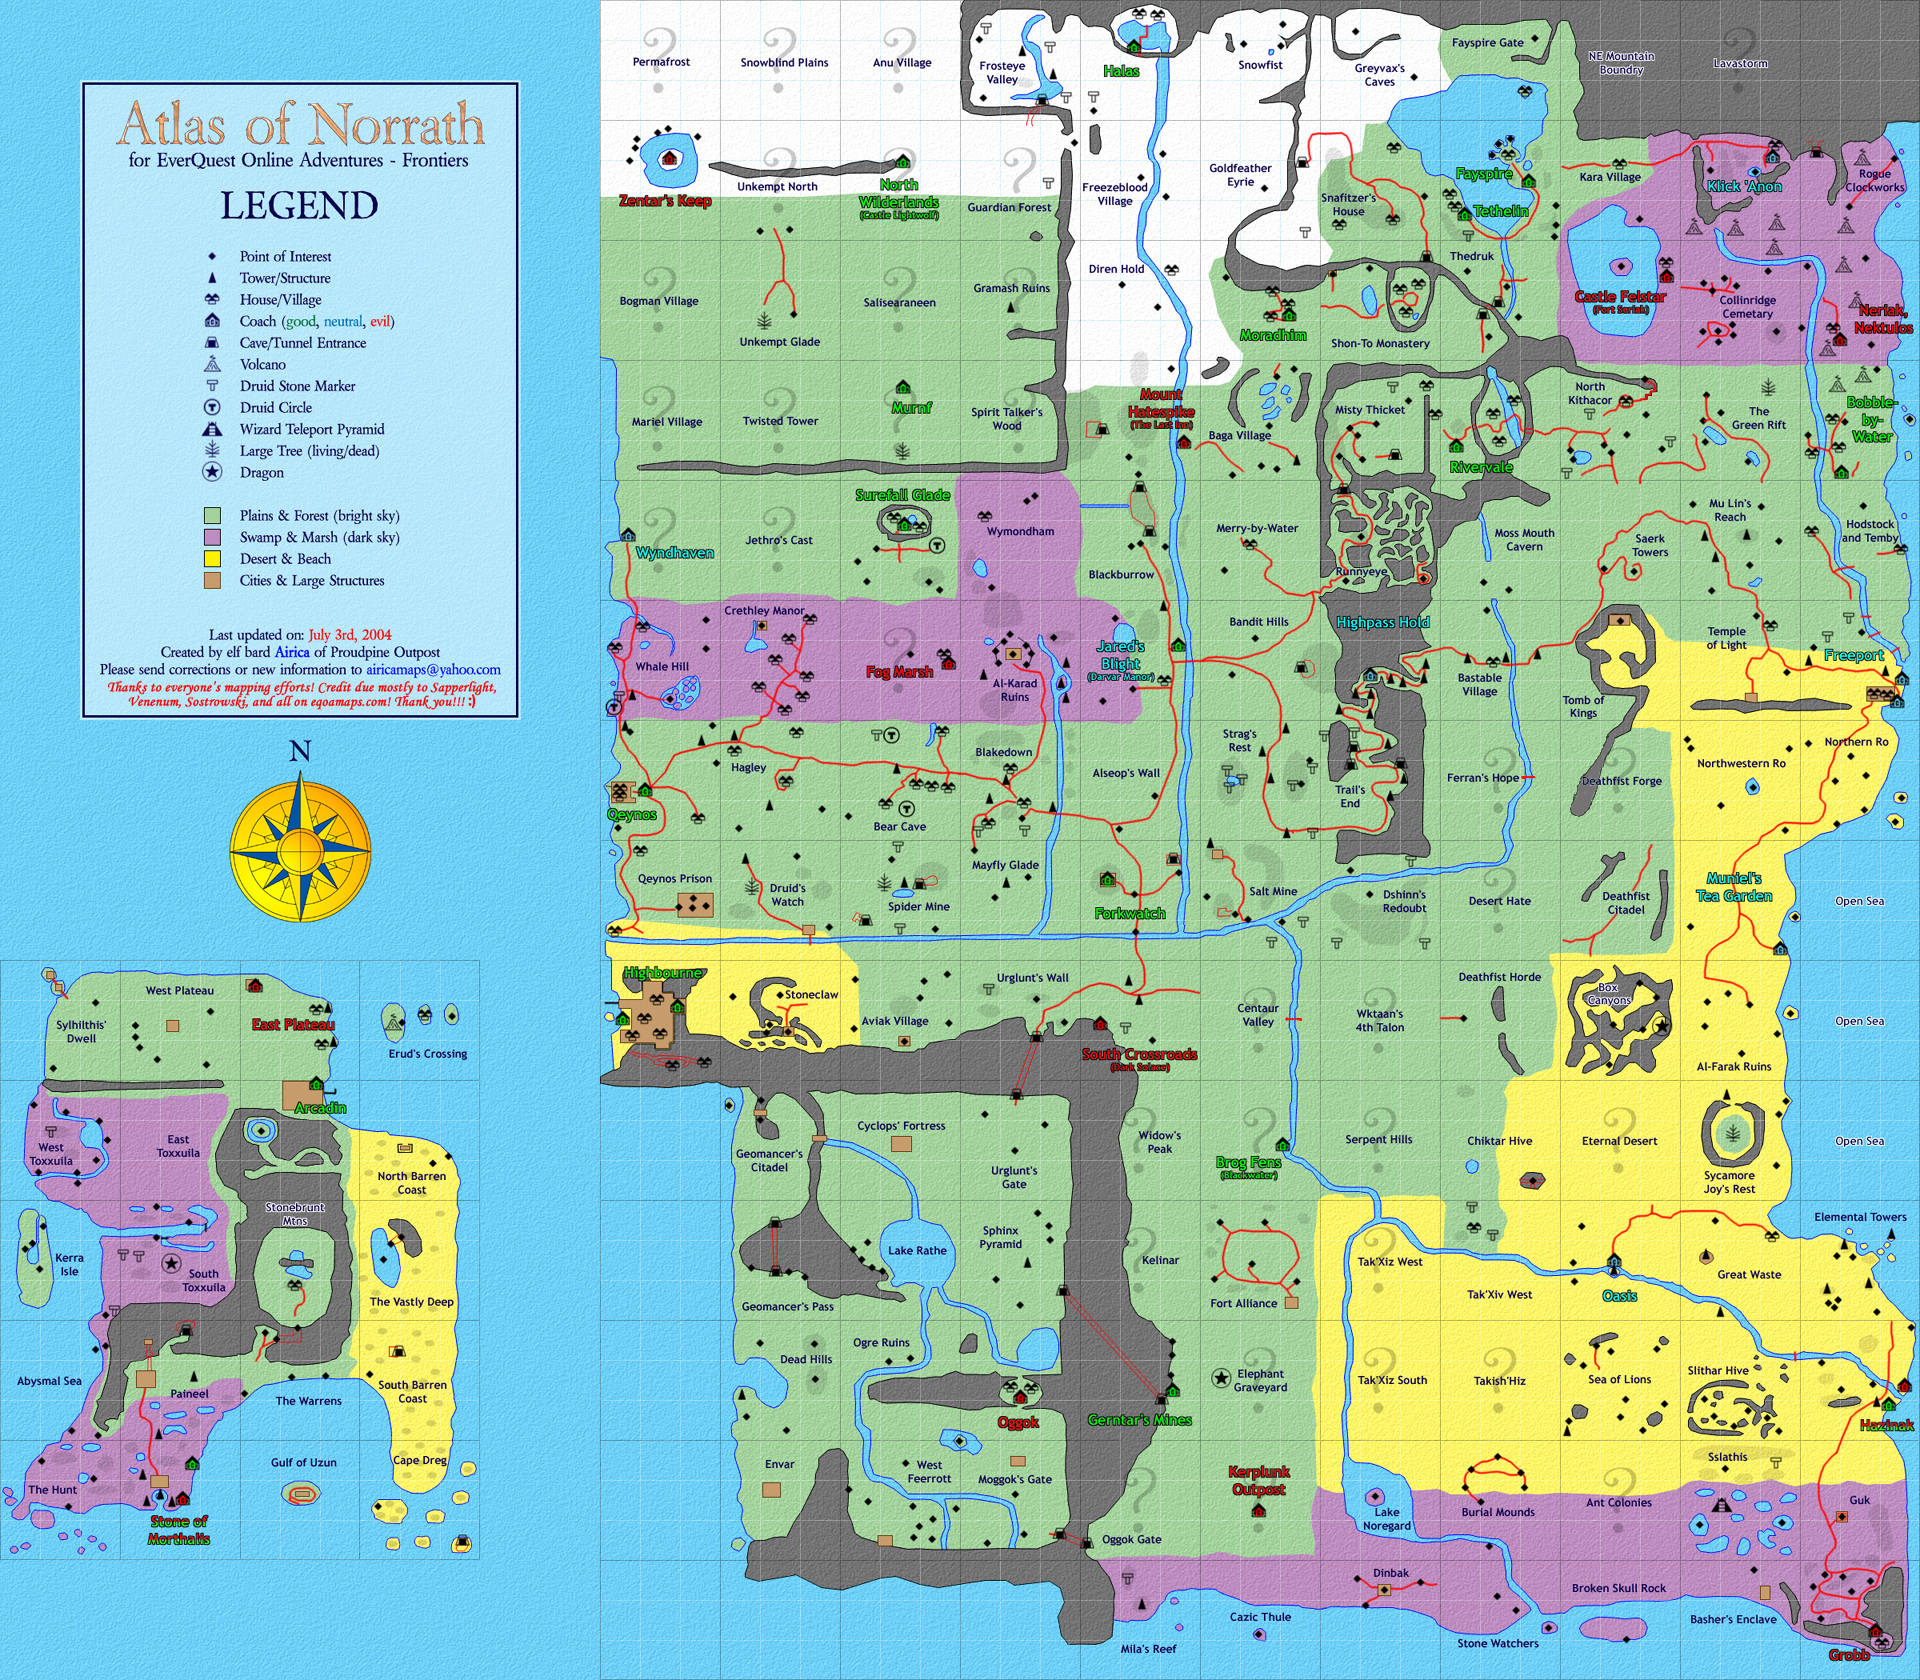 Atlas of Norrath
for EverQuest Online Adventures - Frontiers
LEGEND
Point of Interest
Tower/Structure
House/Village
Coach (good, neutral, evil)
Cave/Tunnel Entrance
Volcano
Druid Stone Marker
Druid Circle
Wizard Teleport Pyramid
Large Tree (living/dead)
Dragon
Plains & Forest (bright sky)
Swamp & Marsh (dark sky)
Desert & Beach
Cities & Large Structures
Last updated on: July 3rd, 2004
Created by elf bard Airica of Proudpine Outpost
Please send corrections or new information to airicamaps@yahoo.com
Thanks to everyone's mapping efforts! Credit due mostly to Sapperlight,
Venenum, Sostrowski, and all on eqoamaps.com! Thank you!!! :)
N
West Plateau
Sylhilthis'
Dwell
East Plateau
Erud's Crossing
Arcadin
West
Toxxuila
East
Toxxuila
North Barren
Coast
Stonebrunt
Mtns
Kerra
Isle
South
Toxxuila
The Vastly Deep
Abysmal Sea
Paineel
The Warrens
South Barren
Coast
The Hunt
Gulf of Uzun
Cape Dreg
Stone of
Morthalis
Permafrost
Snowblind Plains
Anu Village
Frosteye
Valley
Halas
Snowfist
Greyvax's
Caves
Fayspire Gate
NE Mountain
Boundry
Lavastorm
Zentar's Keep
Unkempt North
North
Wilderlands
(Castle Lightwolf)
Guardian Forest
Freezeblood
Village
Goldfeather
Eyrie
Snafitzer's
House
Fayspire
Tethelin
Kara Village
Klick 'Anon
Rogue
Clockworks
Bogman Village
Unkempt Glade
Salisearaneen
Gramash Ruins
Diren Hold
Moradhim
Shon-To Monastery
Thedruk
Castle Felstar
(Fort Seriak)
Collinridge
Cemetary
Neriak,
Nektulos
Mariel Village
Twisted Tower
Murnf
Spirit Talker's
Wood
Mount
Hatespike
(The Last Inn)
Baga Village
Misty Thicket
Rivervale
North
Kithacor
The
Green Rift
Bobble-
by-
Water
Wyndhaven
Jethro's Cast
Surefall Glade
Wymondham
Blackburrow
Merry-by-Water
Runnyeye
Moss Mouth
Cavern
Saerk
Towers
Mu Lin's
Reach
Hodstock
and Temby
Whale Hill
Crethley Manor
Fog Marsh
Al-Karad
Ruins
Jared's
Blight
(Darvar Manor)
Bandit Hills
Highpass Hold
Bastable
Village
Tomb of
Kings
Temple
of Light
Freeport
Qeynos
Hagley
Bear Cave
Blakedown
Alseop's Wall
Strag's
Rest
Trail's
End
Ferran's Hope
Deathfist Forge
Northwestern Ro
Northern Ro
Qeynos Prison
Druid's
Watch
Spider Mine
Mayfly Glade
Forkwatch
Salt Mine
Dshinn's
Redoubt
Desert Hate
Deathfist
Citadel
Muniel's
Tea Garden
Open Sea
Highbourne
Stoneclaw
Aviak Village
Urglunt's Wall
South Crossroads
(Dark Solace)
Centaur
Valley
Wktaan's
4th Talon
Deathfist Horde
Box
Canyons
Al-Farak Ruins
Open Sea
Geomancer's
Citadel
Cyclops' Fortress
Urglunt's
Gate
Widow's
Peak
Brog Fens
(Blackwater)
Serpent Hills
Chiktar Hive
Eternal Desert
Sycamore
Joy's Rest
Open Sea
Geomancer's Pass
Lake Rathe
Sphinx
Pyramid
Kelinar
Fort Alliance
Tak'Xiz West
Tak'Xiv West
Oasis
Great Waste
Elemental Towers
Dead Hills
Ogre Ruins
Oggok
Gerntar's Mines
Elephant
Graveyard
Tak'Xiz South
Takish'Hiz
Sea of Lions
Slithar Hive
Hazinak
Envar
West
Feerrott
Moggok's Gate
Oggok Gate
Kerplunk
Outpost
Lake
Noregard
Burial Mounds
Ant Colonies
Sslathis
Guk
Mila's Reef
Cazic Thule
Dinbak
Stone Watchers
Broken Skull Rock
Basher's Enclave
Grobb